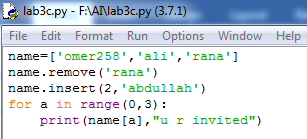 lab3c.py - F:\AI\lab3c.py (3.7.1)
File Edit Format Run Options Window Help
name=['omer258','ali','rana']
name.remove('rana')
name.insert(2,'abdullah')
for a in range(0,3):
    print(name[a],"u r invited")